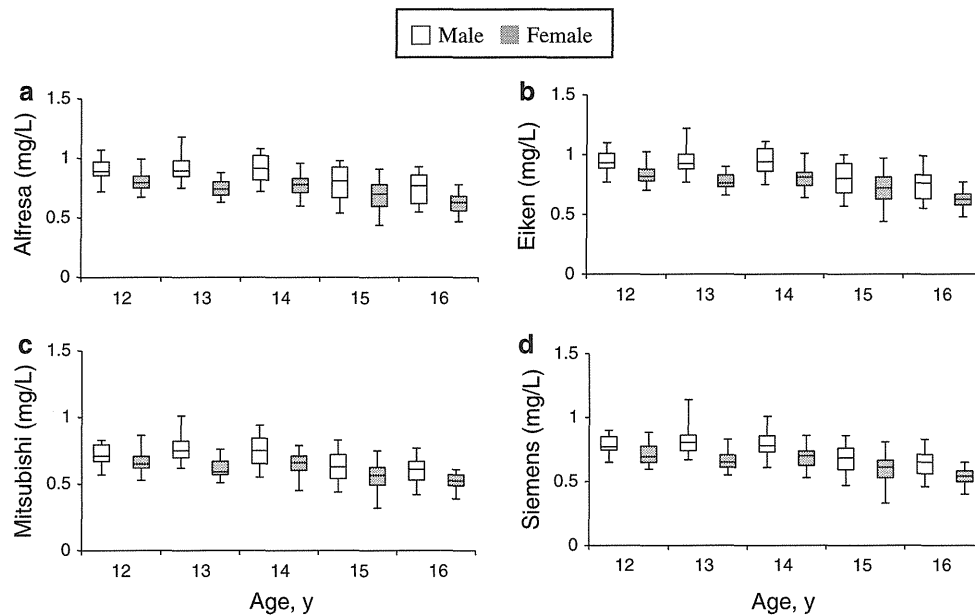 Male Female
a
Alfresa (mg/L)
1.5
1
0.5
0
12 13 14 15 16
b
Eiken (mg/L)
1.5
1
0.5
0
12 13 14 15 16
c
Mitsubishi (mg/L)
1.5
1
0.5
0
12 13 14 15 16
Age, y
d
Siemens (mg/L)
1.5
1
0.5
0
12 13 14 15 16
Age, y